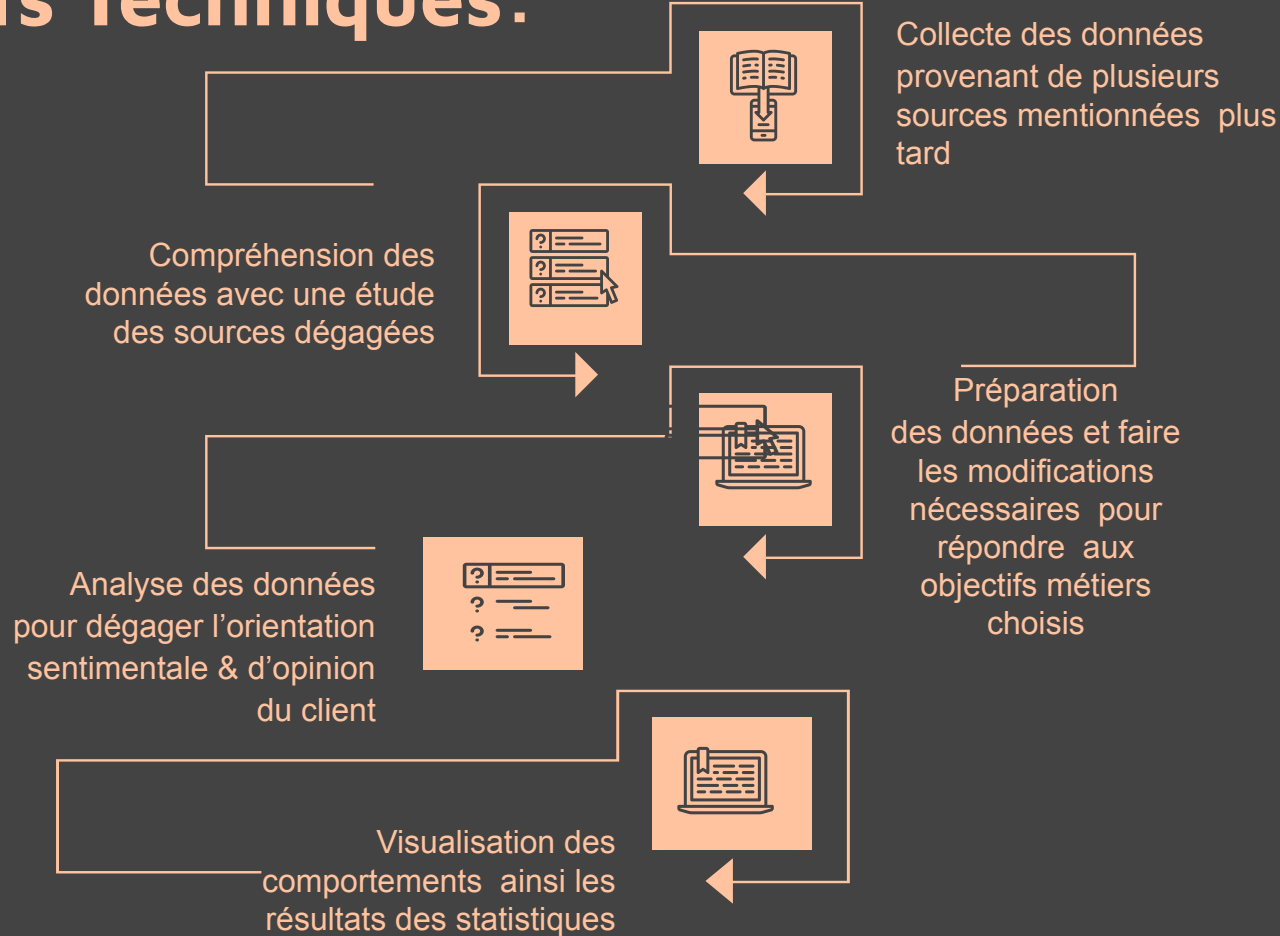 Techniques:
Collecte des données
provenant de plusieurs
sources mentionnées plus
tard
Compréhension des
données avec une étude
des sources dégagées
Préparation
des données et faire
les modifications
nécessaires pour
répondre aux
objectifs métiers
choisis
Analyse des données
pour dégager l’orientation
sentimentale & d’opinion
du client
Visualisation des
comportements ainsi les
résultats des statistiques